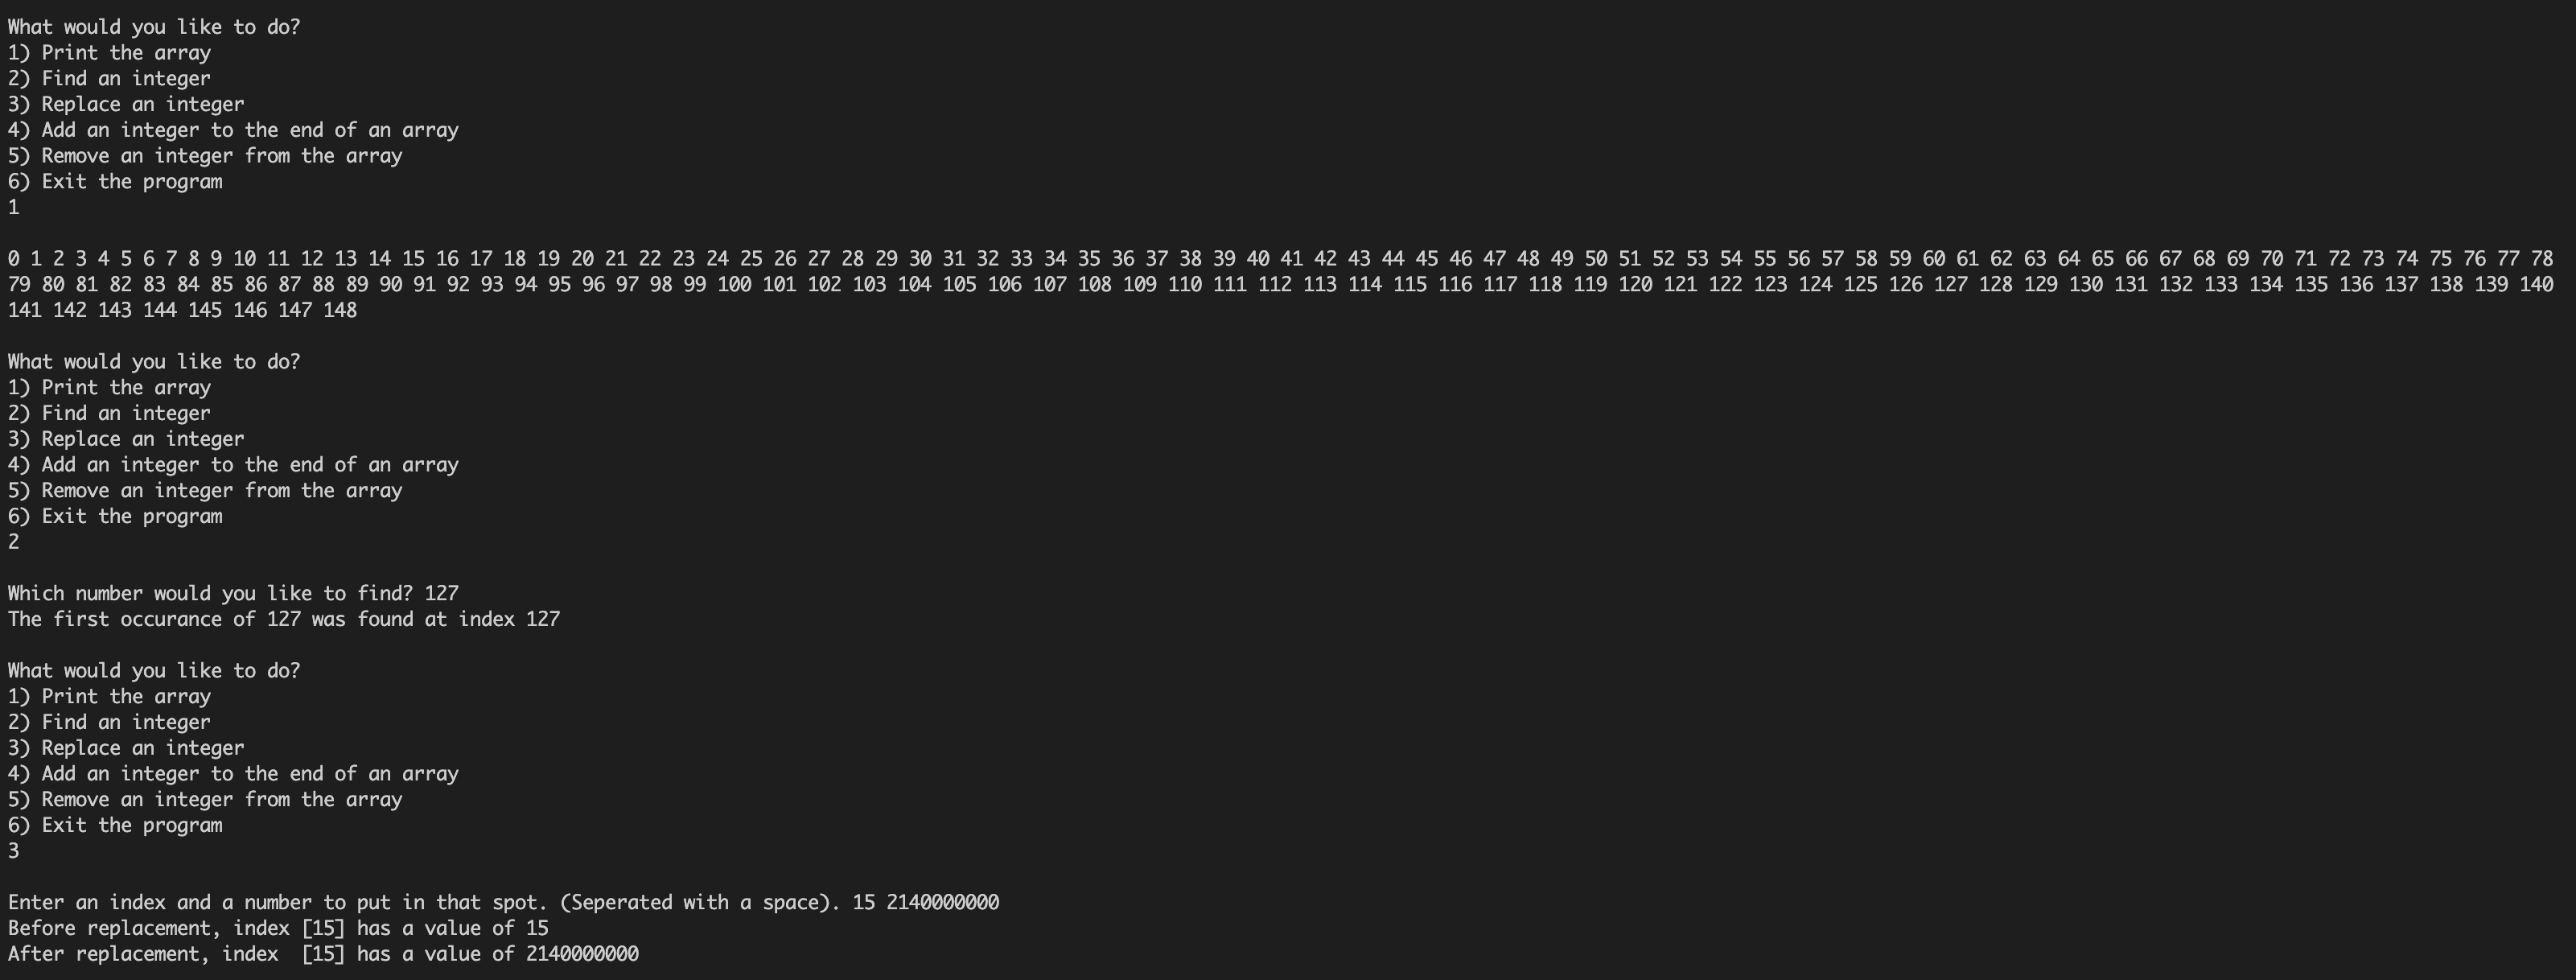 What would you like to do?
1) Print the array
2) Find an integer
3) Replace an integer
4) Add an integer to the end of an array
5) Remove an integer from the array
6) Exit the program
1
0 1 2 3 4 5 6 7 8 9 10 11 12 13 14 15 16 17 18 19 20 21 22 23 24 25 26 27 28 29 30 31 32 33 34 35 36 37 38 39 40 41 42 43 44 45 46 47 48 49 50 51 52 53 54 55 56 57 58 59 60 61 62 63 64 65 66 67 68 69 70 71 72 73 74 75 76 77 78
79 80 81 82 83 84 85 86 87 88 89 90 91 92 93 94 95 96 97 98 99 100 101 102 103 104 105 106 107 108 109 110 111 112 113 114 115 116 117 118 119 120 121 122 123 124 125 126 127 128 129 130 131 132 133 134 135 136 137 138 139 140
141 142 143 144 145 146 147 148
What would you like to do?
1) Print the array
2) Find an integer
3) Replace an integer
4) Add an integer to the end of an array
5) Remove an integer from the array
6) Exit the program
2
Which number would you like to find? 127
The first occurance of 127 was found at index 127
What would you like to do?
1) Print the array
2) Find an integer
3) Replace an integer
4) Add an integer to the end of an array
5) Remove an integer from the array
6) Exit the program
3
Enter an index and a number to put in that spot. (Seperated with a space). 15 2140000000
Before replacement, index [15] has a value of 15
After replacement, index  [15] has a value of 2140000000